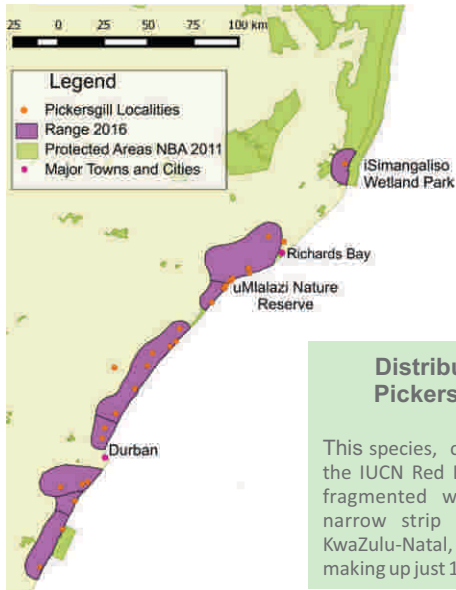 25 0 25 50 75 100 km
Legend
Pickersgill Localities
Range 2016
Protected Areas NBA 2011
Major Towns and Cities
iSimangaliso
Wetland Park
Richards Bay
uMlalazi Nature
Reserve
Durban
Distribu
Pickers
This species, c
the IUCN Red
fragmented w
narrow strip
KwaZulu-Natal,
making up just 1